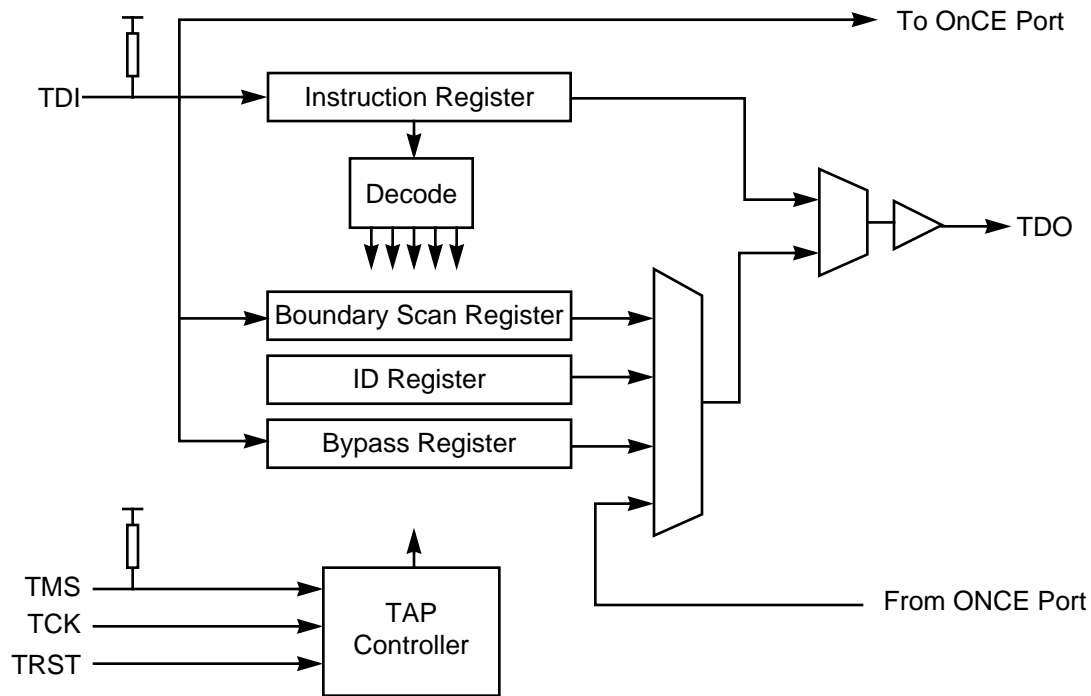 To OnCE Port
TDI
Instruction Register
Decode
TDO
Boundary Scan Register
ID Register
Bypass Register
TMS
TCK
TRST
TAP
Controller
From ONCE Port